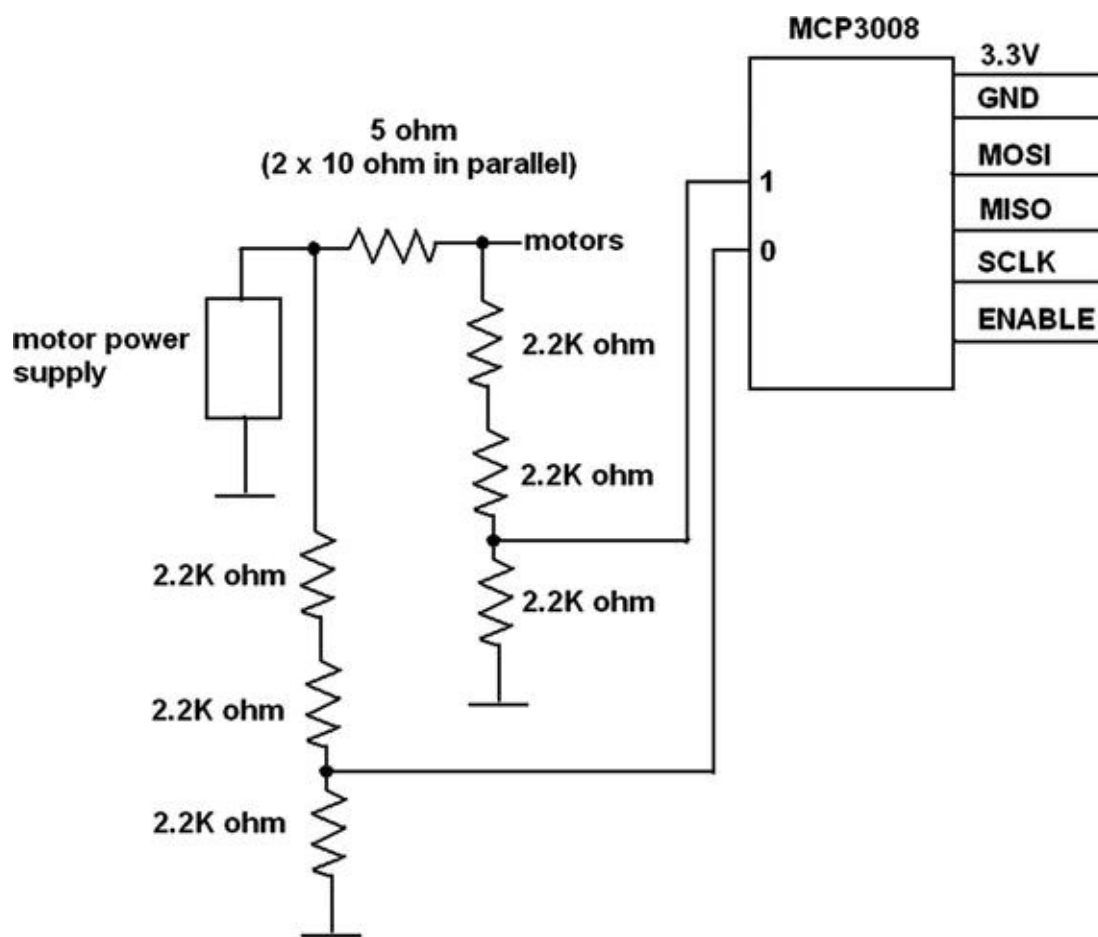 MCP3008
3.3V
GND
5 ohm
(2 x 10 ohm in parallel)
MOSI
1
MISO
motors
0
SCLK
ENABLE
motor power
supply
2.2K ohm
2.2K ohm
2.2K ohm
2.2K ohm
2.2K ohm
2.2K ohm